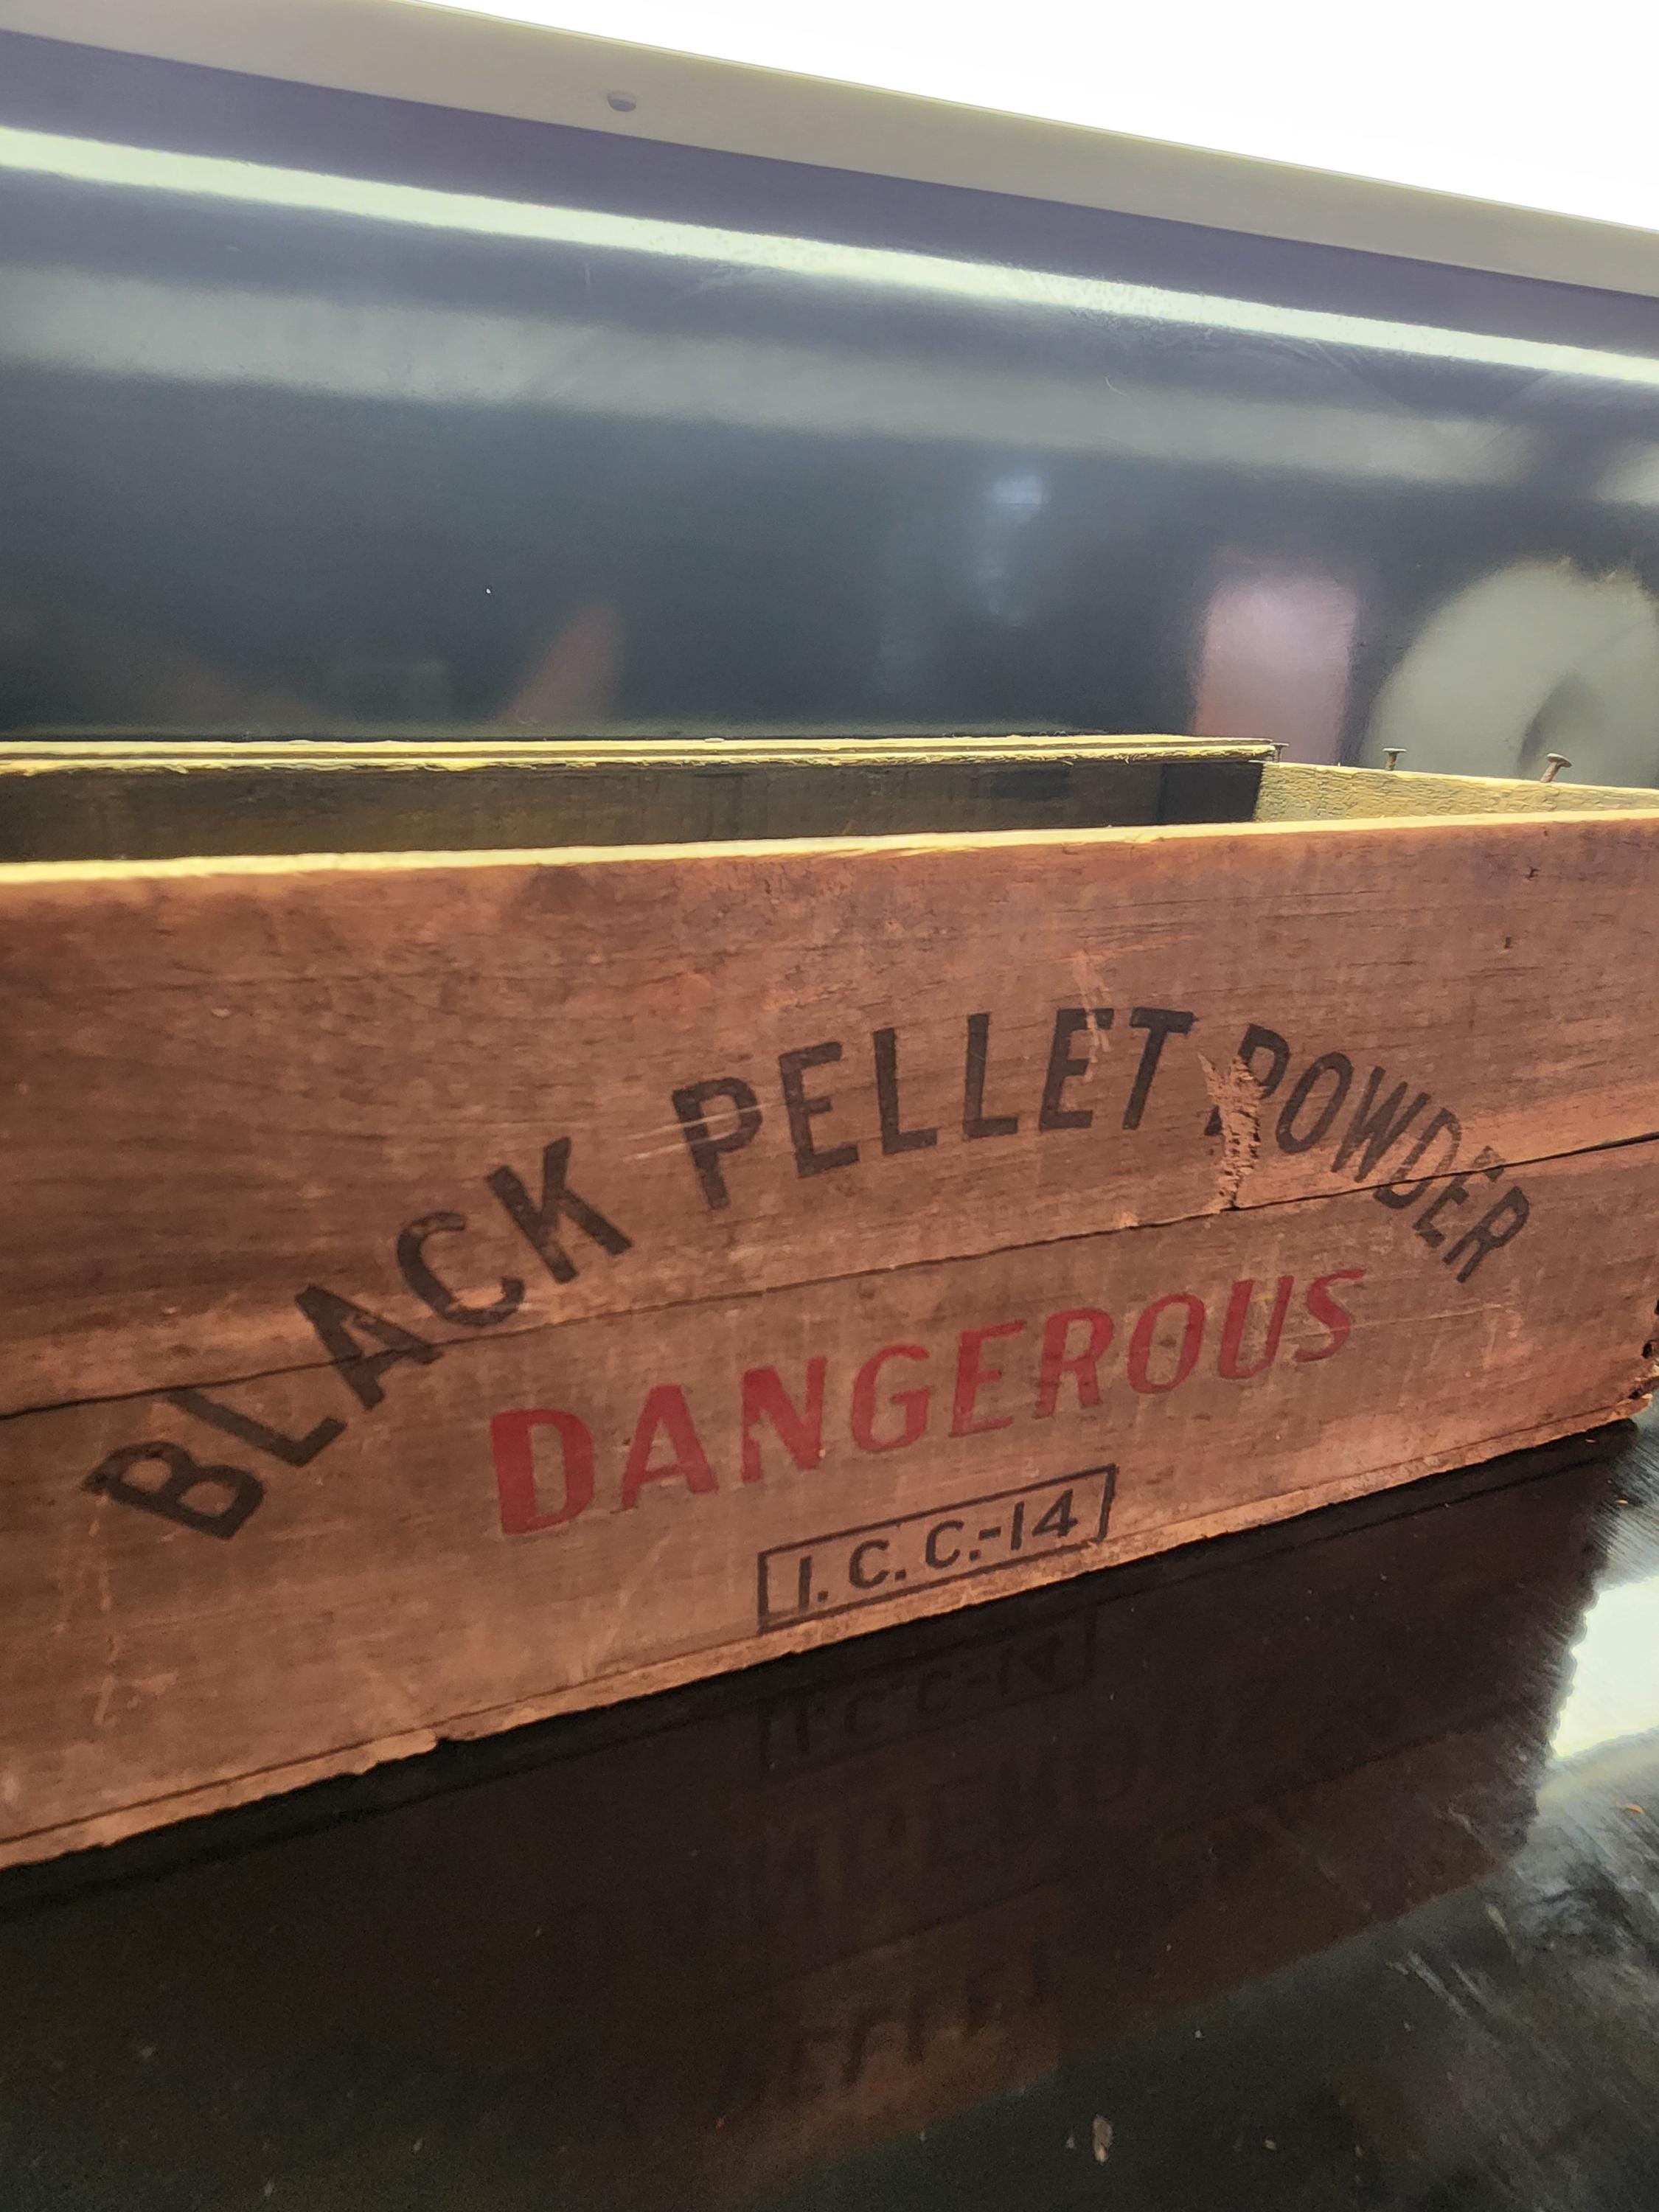 BLACK PELLET POWDER
DANGEROUS
I. C. C.-14